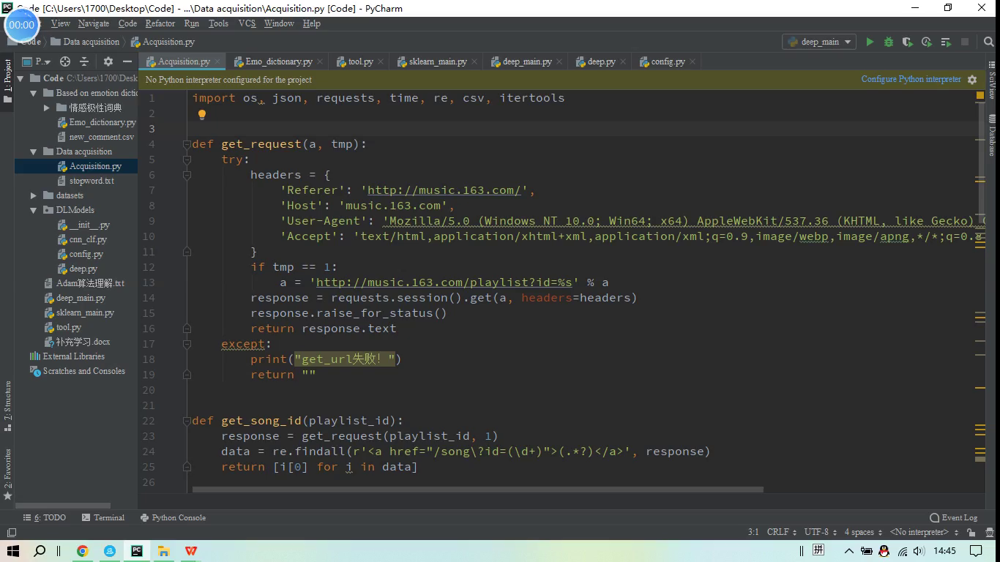 Code [C:\Users\1700\Desktop\Code] - ...\Data acquisition\Acquisition.py [Code] - PyCharm
00:00
View Navigate Code Refactor Run Tools VCS Window Help
Code Data acquisition Acquisition.py deep_main
P.. Acquisition.py Emo_dictionary.py tool.py sklearn_main.py deep_main.py deep.py config.py
1: Project
7: Structure
2: Favorites
SciView
Database
Code C:\Users\1700\Desk
Based on emotion dictic
情感极性词典
Emo_dictionary.py
new_comment.csv
Data acquisition
Acquisition.py
stopword.txt
datasets
DLModels
__init__.py
cnn_clf.py
config.py
deep.py
Adam算法理解.txt
deep_main.py
sklearn_main.py
tool.py
补充学习.docx
External Libraries
Scratches and Consoles
No Python interpreter configured for the project Configure Python interpreter
1 import os, json, requests, time, re, csv, itertools
2
3
4 def get_request(a, tmp):
5 try:
6 headers = {
7 'Referer': 'http://music.163.com/',
8 'Host': 'music.163.com',
9 'User-Agent': 'Mozilla/5.0 (Windows NT 10.0; Win64; x64) AppleWebKit/537.36 (KHTML, like Gecko)
10 'Accept': 'text/html,application/xhtml+xml,application/xml;q=0.9,image/webp,image/apng,*/*;q=0.8
11 }
12 if tmp == 1:
13 a = 'http://music.163.com/playlist?id=%s' % a
14 response = requests.session().get(a, headers=headers)
15 response.raise_for_status()
16 return response.text
17 except:
18 print("get_url失败！")
19 return ""
20
21
22 def get_song_id(playlist_id):
23 response = get_request(playlist_id, 1)
24 data = re.findall(r'<a href="/song\?id=(\d+)">(.*?)</a>', response)
25 return [i[0] for i in data]
26
6: TODO Terminal Python Console Event Log
3:1 CRLF UTF-8 4 spaces <No interpreter>
拼 14:45